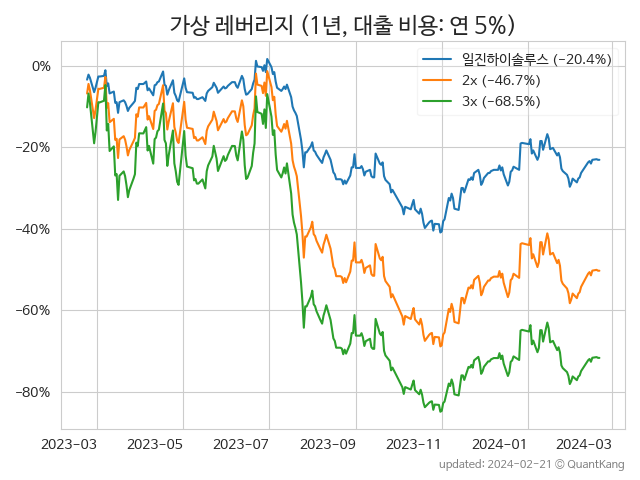 가상 레버리지 (1년, 대출 비용: 연 5%)
일진하이솔루스 (−20.4%)
2x (−46.7%)
3x (−68.5%)
0%
−20%
−40%
−60%
−80%
2023-03 2023-05 2023-07 2023-09 2023-11 2024-01 2024-03
updated: 2024-02-21 © QuantKang